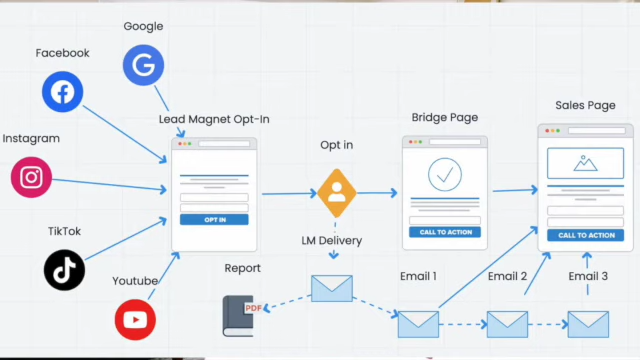 Google
Facebook
Lead Magnet Opt-In
Instagram
OPT IN
TikTok
Youtube
Opt in
LM Delivery
Report
PDF
Bridge Page
CALL TO ACTION
Sales Page
CALL TO ACTION
Email 1
Email 2
Email 3